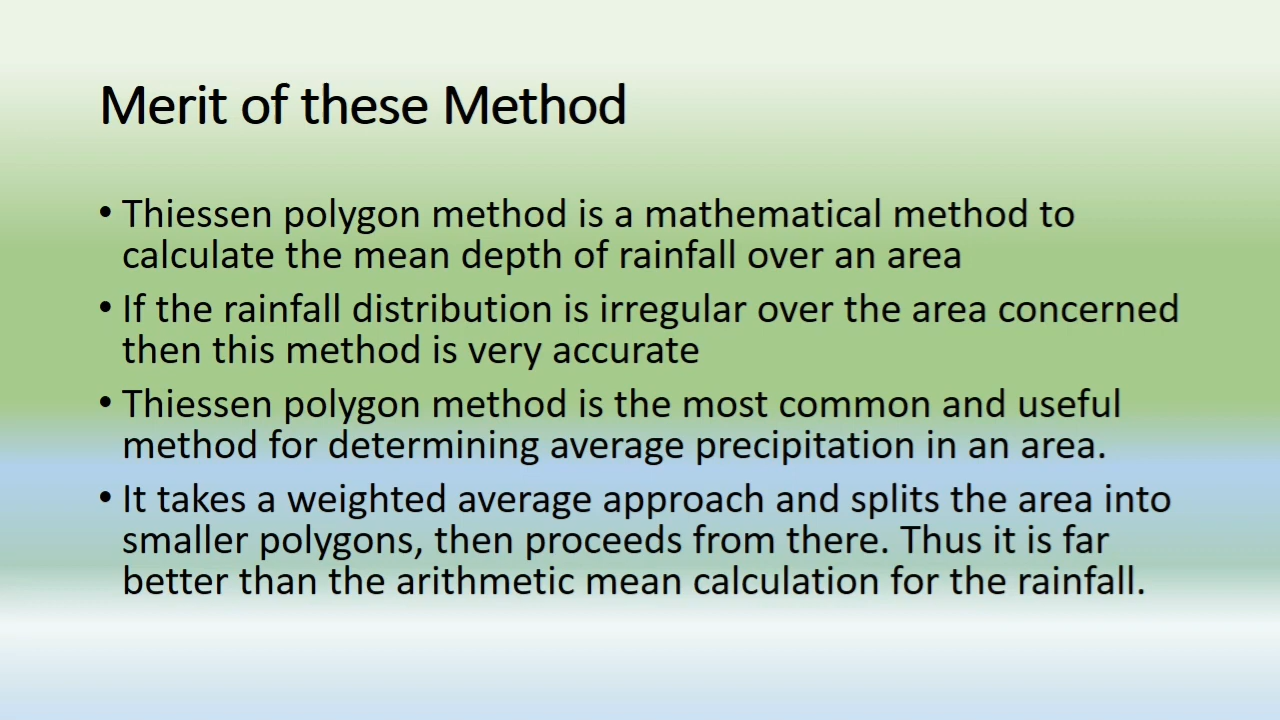 Merit of these Method
• Thiessen polygon method is a mathematical method to
calculate the mean depth of rainfall over an area
• If the rainfall distribution is irregular over the area concerned
then this method is very accurate
• Thiessen polygon method is the most common and useful
method for determining average precipitation in an area.
• It takes a weighted average approach and splits the area into
smaller polygons, then proceeds from there. Thus it is far
better than the arithmetic mean calculation for the rainfall.